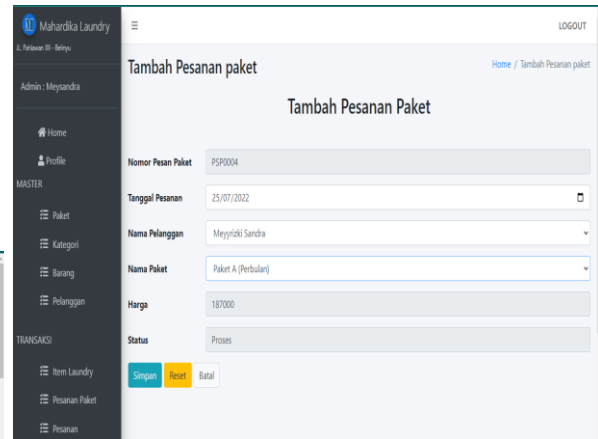 Mahardika Laundry
JL. Pahlawan XII - Belinyu
Admin : Meysandra
Home
Profile
MASTER
Paket
Kategori
Barang
Pelanggan
TRANSAKSI
Item Laundry
Pesanan Paket
Pesanan
LOGOUT
Tambah Pesanan paket
Home / Tambah Pesanan paket
Tambah Pesanan Paket
Nomor Pesan Paket PSP0004
Tanggal Pesanan 25/07/2022
Nama Pelanggan Meyyrizki Sandra
Nama Paket Paket A (Perbulan)
Harga 187000
Status Proses
Simpan Reset Batal